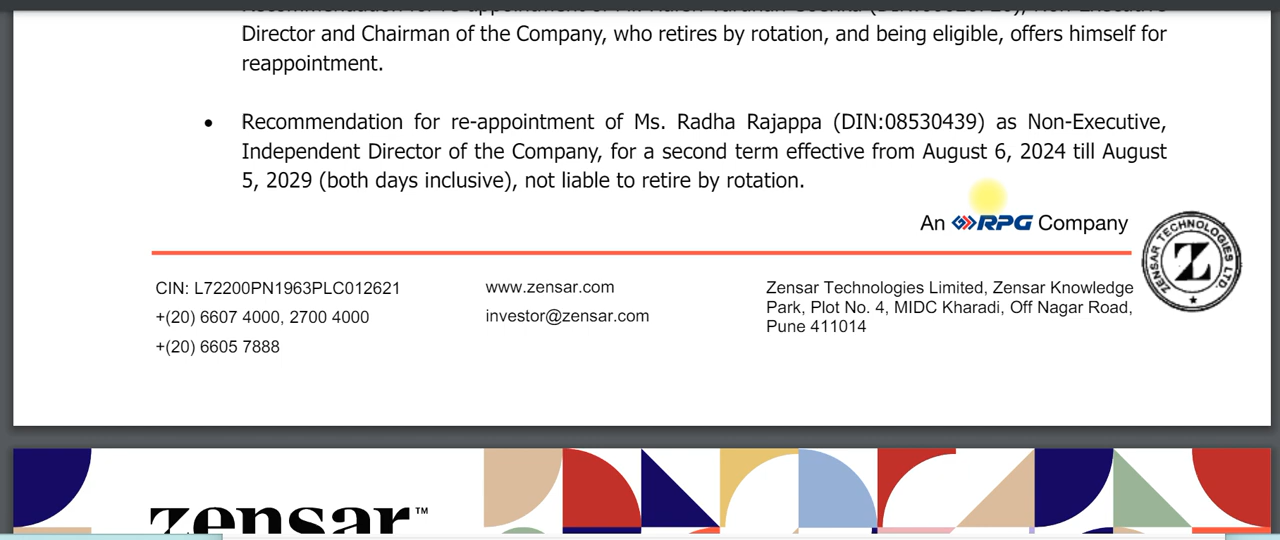 Director and Chairman of the Company, who retires by rotation, and being eligible, offers himself for
reappointment.
• Recommendation for re-appointment of Ms. Radha Rajappa (DIN:08530439) as Non-Executive,
Independent Director of the Company, for a second term effective from August 6, 2024 till August
5, 2029 (both days inclusive), not liable to retire by rotation.
An RPG Company
ZENSAR TECHNOLOGIES LTD.
Z
CIN: L72200PN1963PLC012621
+(20) 6607 4000, 2700 4000
+(20) 6605 7888
www.zensar.com
investor@zensar.com
Zensar Technologies Limited, Zensar Knowledge
Park, Plot No. 4, MIDC Kharadi, Off Nagar Road,
Pune 411014
zensar™